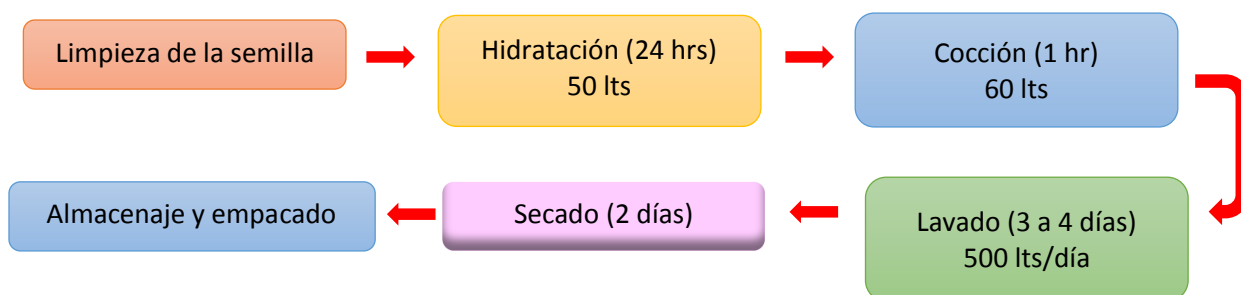 Limpieza de la semilla
Hidratación (24 hrs)
50 lts
Cocción (1 hr)
60 lts
Lavado (3 a 4 días)
500 lts/día
Secado (2 días)
Almacenaje y empacado